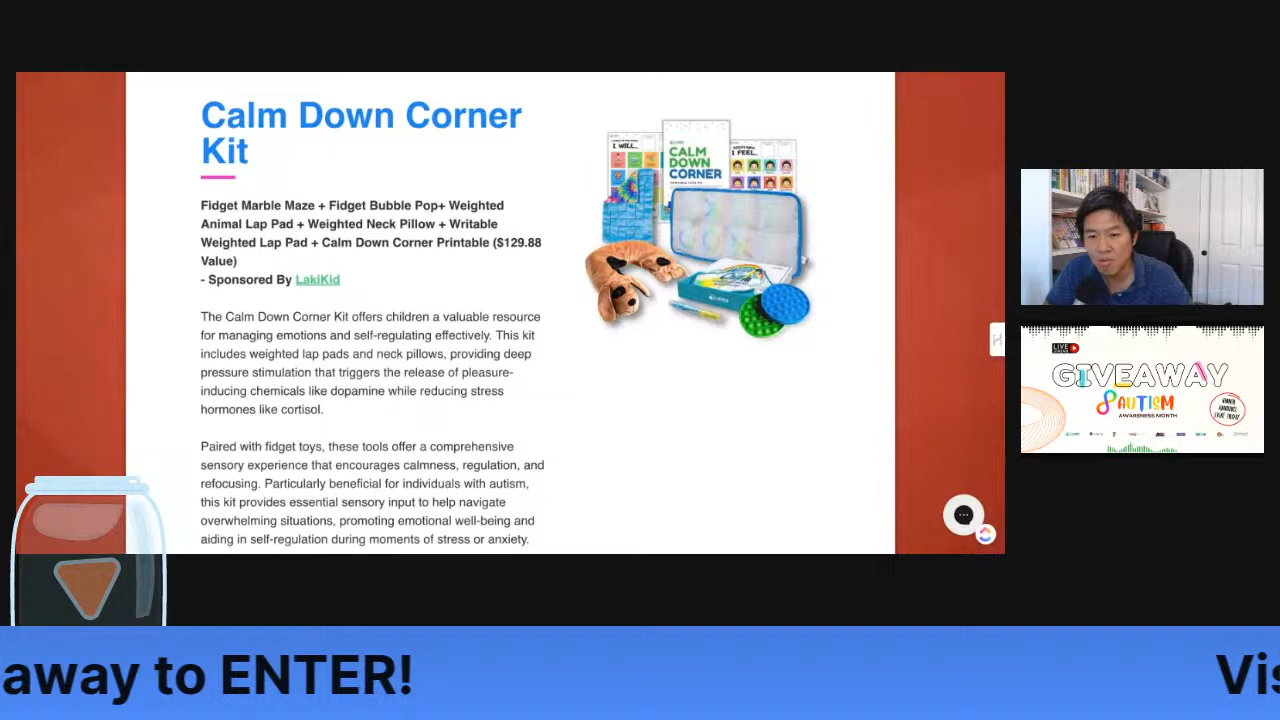 Calm Down Corner
Kit
Fidget Marble Maze + Fidget Bubble Pop+ Weighted
Animal Lap Pad + Weighted Neck Pillow + Writable
Weighted Lap Pad + Calm Down Corner Printable ($129.88
Value)
- Sponsored By LakiKid
The Calm Down Corner Kit offers children a valuable resource
for managing emotions and self-regulating effectively. This kit
includes weighted lap pads and neck pillows, providing deep
pressure stimulation that triggers the release of pleasure-
inducing chemicals like dopamine while reducing stress
hormones like cortisol.
Paired with fidget toys, these tools offer a comprehensive
sensory experience that encourages calmness, regulation, and
refocusing. Particularly beneficial for individuals with autism,
this kit provides essential sensory input to help navigate
overwhelming situations, promoting emotional well-being and
aiding in self-regulation during moments of stress or anxiety.
I WILL...
CALM
DOWN
CORNER
I FEEL...
LIVE
GIVEAWAY
AUTISM
AWARENESS MONTH
WINNER
ANNOUNCE
EVERY FRIDAY
away to ENTER!
Vis